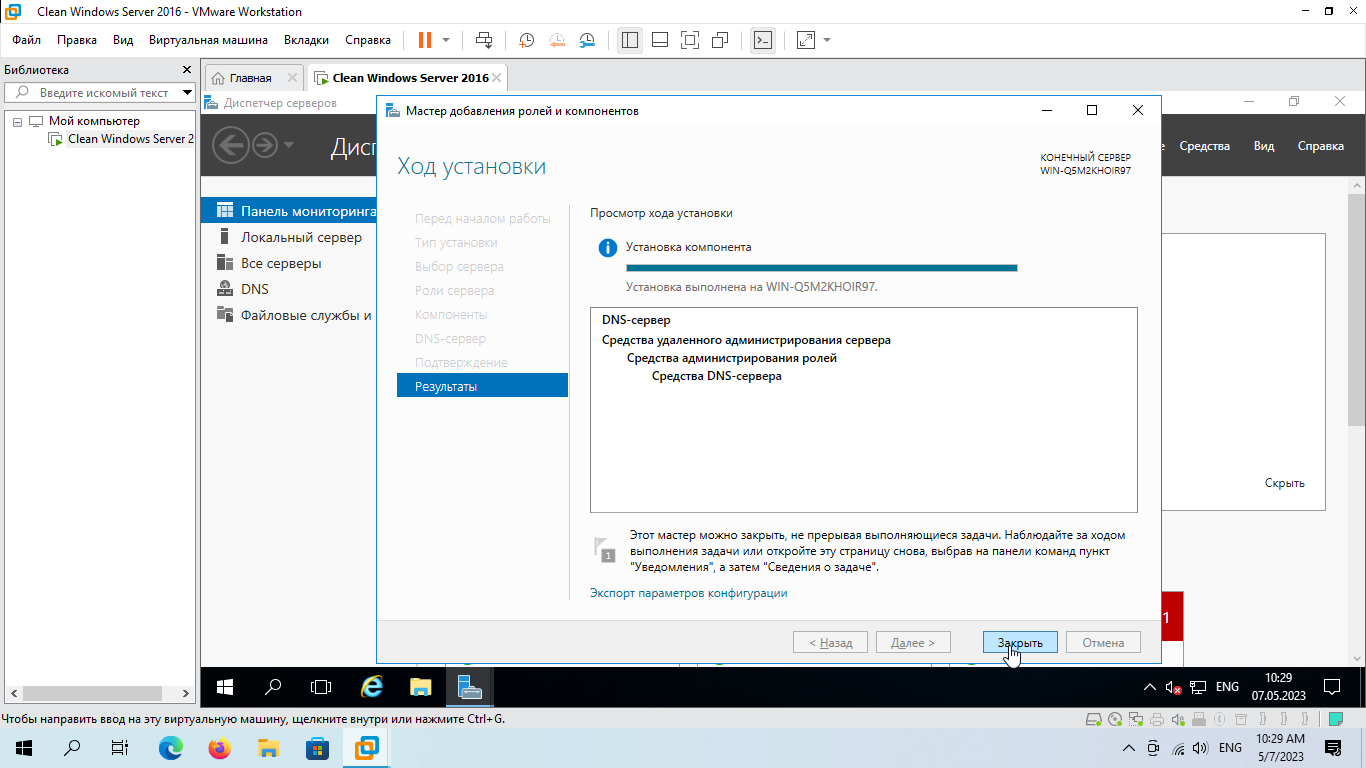 Clean Windows Server 2016 - VMware Workstation
Файл Правка Вид Виртуальная машина Вкладки Справка
Библиотека
Введите искомый текст
Мой компьютер
Clean Windows Server 2
Главная
Clean Windows Server 2016
Диспетчер серверов
Дисп
Средства Вид Справка
Панель мониторинга
Локальный сервер
Все серверы
DNS
Файловые службы и
Мастер добавления ролей и компонентов
Ход установки
КОНЕЧНЫЙ СЕРВЕР
WIN-Q5M2KHOIR97
Перед началом работы
Тип установки
Выбор сервера
Роли сервера
Компоненты
DNS-сервер
Подтверждение
Результаты
Просмотр хода установки
Установка компонента
Установка выполнена на WIN-Q5M2KHOIR97.
DNS-сервер
Средства удаленного администрирования сервера
Средства администрирования ролей
Средства DNS-сервера
1
Этот мастер можно закрыть, не прерывая выполняющиеся задачи. Наблюдайте за ходом
выполнения задачи или откройте эту страницу снова, выбрав на панели команд пункт
"Уведомления", а затем "Сведения о задаче".
Экспорт параметров конфигурации
< Назад Далее > Закрыть Отмена
Скрыть
1
ENG
10:29
07.05.2023
Чтобы направить ввод на эту виртуальную машину, щелкните внутри или нажмите Ctrl+G.
ENG
10:29 AM
5/7/2023